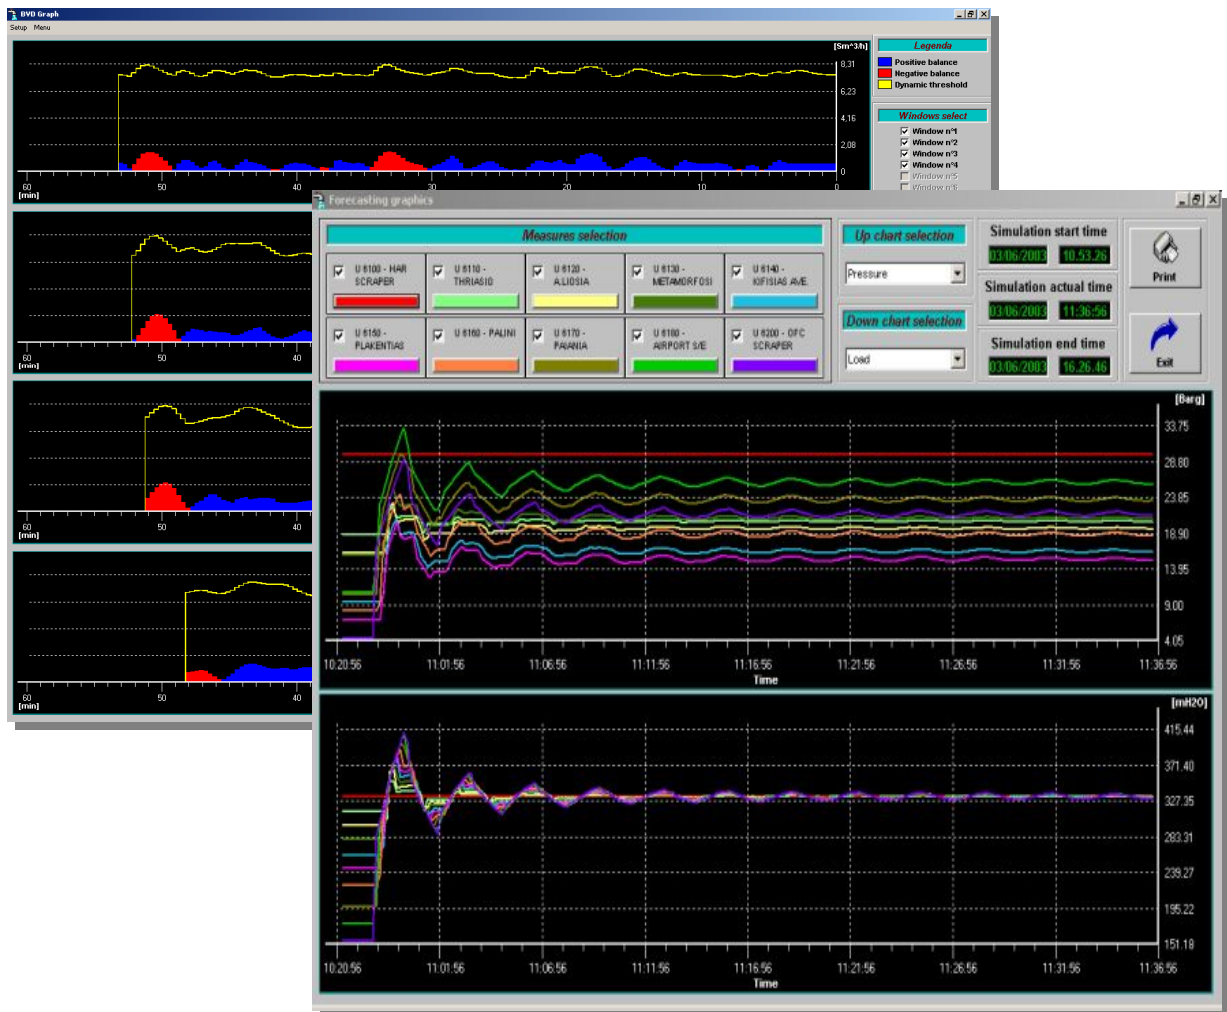 BVD Graph
Setup Menu
[Sm^3/h]
8,31
6,23
4,16
2,08
0
60 50 40 30 20 10 0
[min]
Legenda
Positive balance
Negative balance
Dynamic threshold
Windows select
Window n°1
Window n°2
Window n°3
Window n°4
Window n°5
Window n°6
60 50 40
[min]
60 50 40
[min]
60 50 40
[min]
Forecasting graphics
Measures selection
U 6100 - HAR
SCRAPER
U 6110 -
THRIASIO
U 6120 -
A.LIOSIA
U 6130 -
METAMORFOSI
U 6140 -
KIFISIAS AVE.
U 6150 -
PLAKENTIAS
U 6160 - PALINI
U 6170 -
PAIANIA
U 6180 -
AIRPORT S/E
U 6200 - OFC
SCRAPER
Up chart selection
Pressure
Down chart selection
Load
Simulation start time
03/06/2003 10.53.26
Simulation actual time
03/06/2003 11:36:56
Simulation end time
03/06/2003 16.26.46
Print
Exit
[Barg]
33.75
28.80
23.85
18.90
13.95
9.00
4.05
10:20:56 11:01:56 11:06:56 11:11:56 11:16:56 11:21:56 11:26:56 11:31:56 11:36:56
Time
[mH2O]
415.44
371.40
327.35
283.31
239.27
195.22
151.18
10:20:56 11:01:56 11:06:56 11:11:56 11:16:56 11:21:56 11:26:56 11:31:56 11:36:56
Time